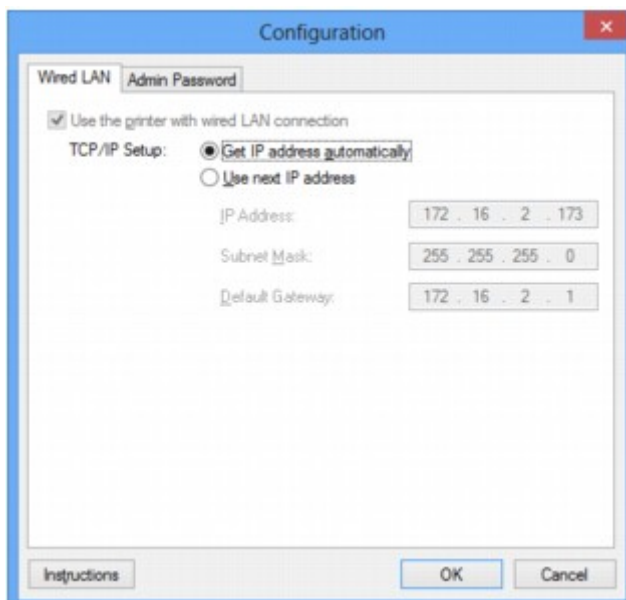 Configuration
Wired LAN Admin Password
Use the printer with wired LAN connection
TCP/IP Setup: Get IP address automatically
Use next IP address
IP Address: 172 . 16 . 2 . 173
Subnet Mask: 255 . 255 . 255 . 0
Default Gateway: 172 . 16 . 2 . 1
Instructions OK Cancel